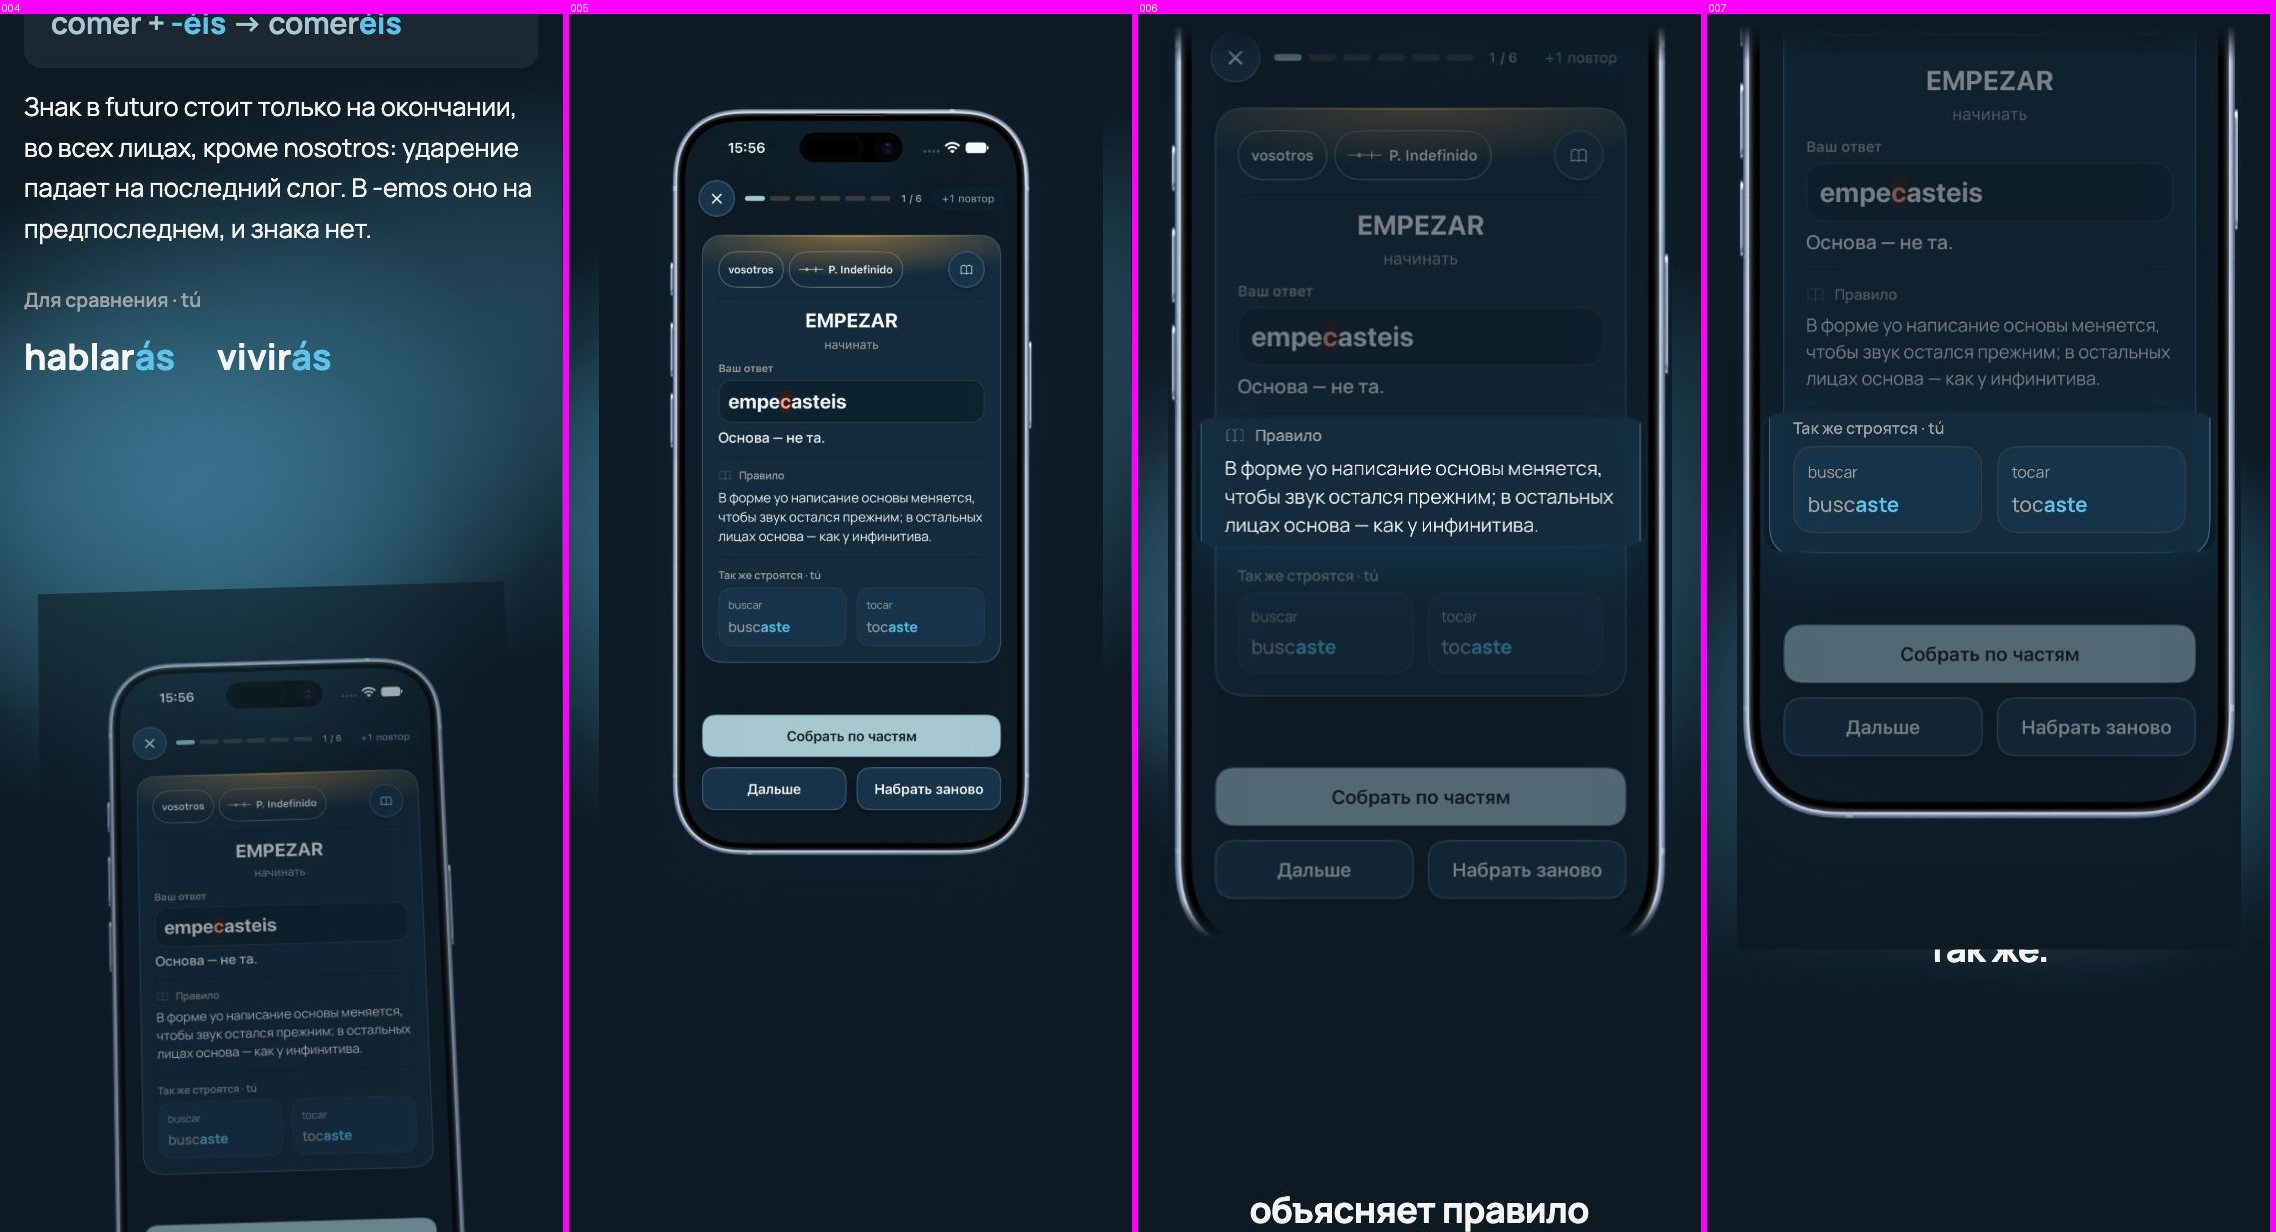 004
comer + -éis → comeréis
Знак в futuro стоит только на окончании,
во всех лицах, кроме nosotros: ударение
падает на последний слог. В -emos оно на
предпоследнем, и знака нет.
Для сравнения · tú
hablarás vivirás
15:56
1 / 6 +1 повтор
vosotros P. Indefinido
EMPEZAR
начинать
Ваш ответ
empecasteis
Основа — не та.
Правило
В форме yo написание основы меняется,
чтобы звук остался прежним; в остальных
лицах основа — как у инфинитива.
Так же строятся · tú
buscar tocar
buscaste tocaste
005
15:56
1 / 6 +1 повтор
vosotros P. Indefinido
EMPEZAR
начинать
Ваш ответ
empecasteis
Основа — не та.
Правило
В форме yo написание основы меняется,
чтобы звук остался прежним; в остальных
лицах основа — как у инфинитива.
Так же строятся · tú
buscar tocar
buscaste tocaste
Собрать по частям
Дальше Набрать заново
006
1 / 6 +1 повтор
vosotros P. Indefinido
EMPEZAR
начинать
Ваш ответ
empecasteis
Основа — не та.
Правило
В форме yo написание основы меняется,
чтобы звук остался прежним; в остальных
лицах основа — как у инфинитива.
Так же строятся · tú
buscar tocar
buscaste tocaste
Собрать по частям
Дальше Набрать заново
объясняет правило
007
EMPEZAR
начинать
Ваш ответ
empecasteis
Основа — не та.
Правило
В форме yo написание основы меняется,
чтобы звук остался прежним; в остальных
лицах основа — как у инфинитива.
Так же строятся · tú
buscar tocar
buscaste tocaste
Собрать по частям
Дальше Набрать заново
так же.